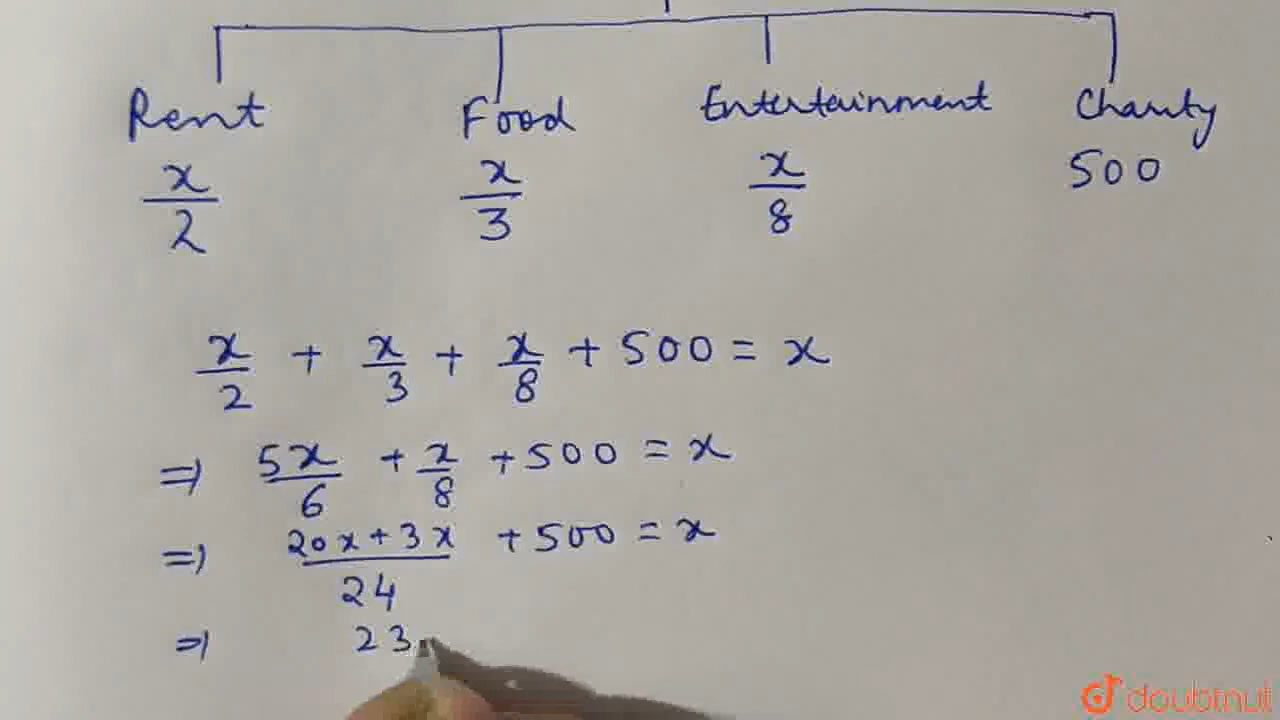 Rent Food Entertainment Charity
x/2 x/3 x/8 500
x/2 + x/3 + x/8 + 500 = x
⇒ 5x/6 + x/8 + 500 = x
⇒ (20x + 3x)/24 + 500 = x
⇒ 23
doubtnut